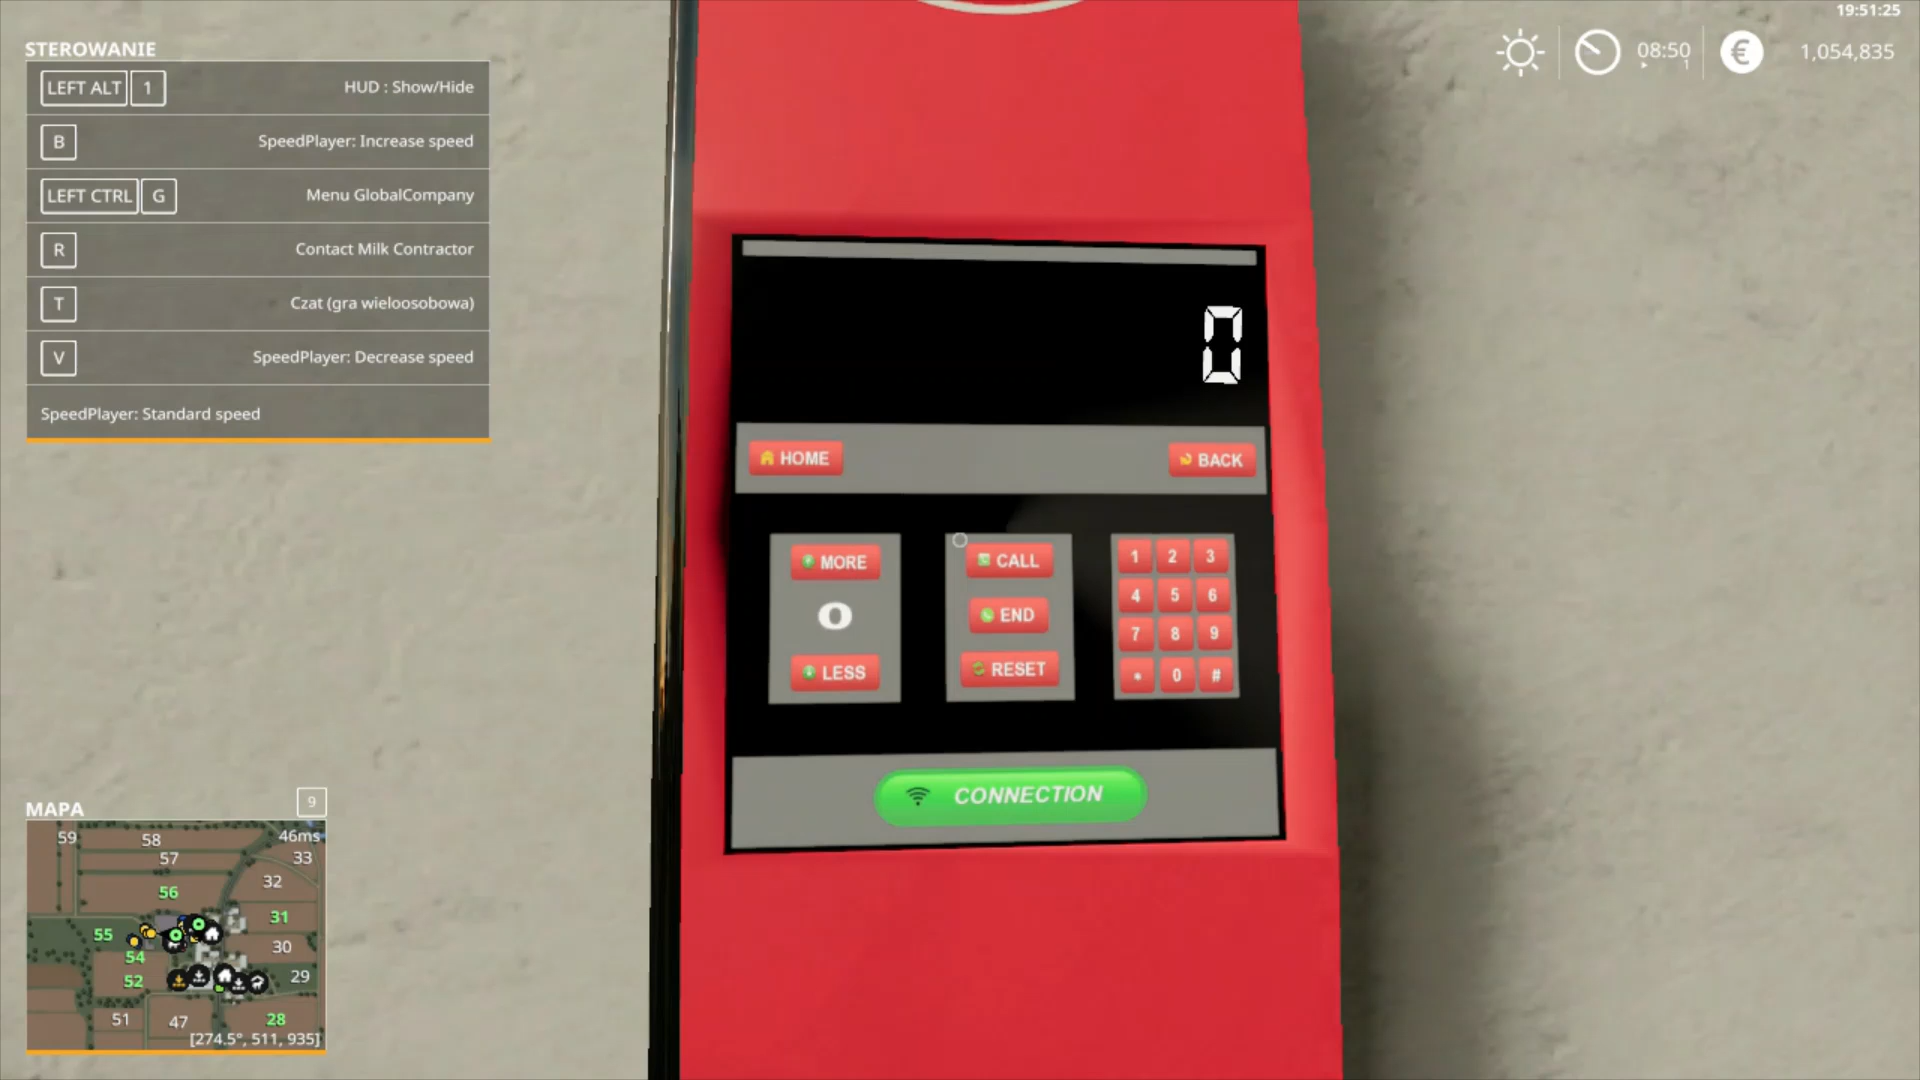 19:51:25
STEROWANIE
LEFT ALT 1 HUD : Show/Hide
B SpeedPlayer: Increase speed
LEFT CTRL G Menu GlobalCompany
R Contact Milk Contractor
T Czat (gra wieloosobowa)
V SpeedPlayer: Decrease speed
SpeedPlayer: Standard speed
08:50
1
€ 1,054,835
0
HOME BACK
MORE
0
LESS
CALL
END
RESET
1 2 3
4 5 6
7 8 9
* 0 #
CONNECTION
MAPA 9
46ms
59 58
57 33
56 32
31
55 30
54
52 29
51 47 28
[274.5°, 511, 935]